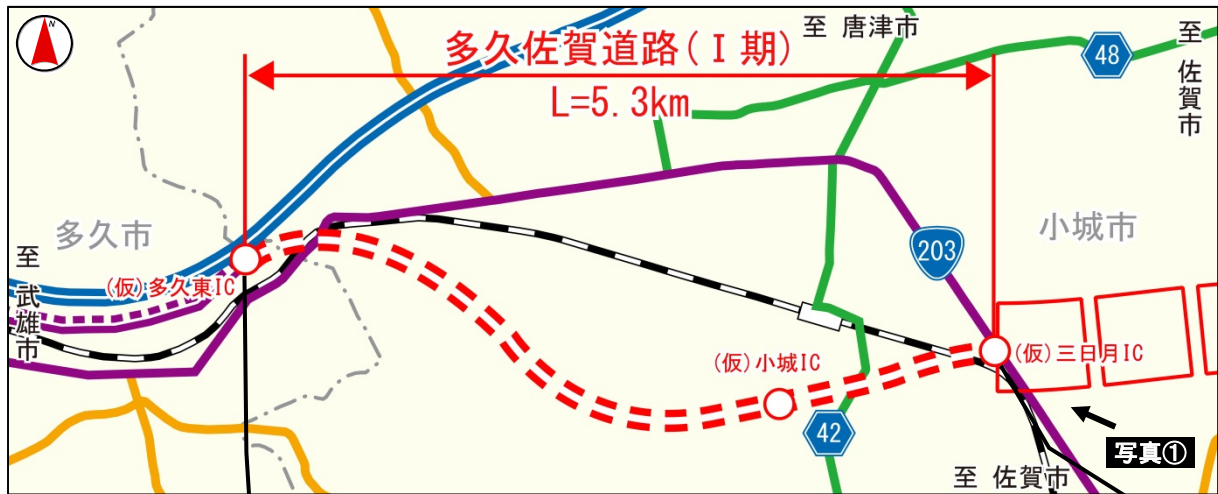 N
多久佐賀道路(Ⅰ期)
L=5.3km
至 唐津市
48
至 佐賀市
多久市
小城市
203
至 武雄市
(仮)多久東IC
(仮)小城IC
(仮)三日月IC
42
写真①
至 佐賀市